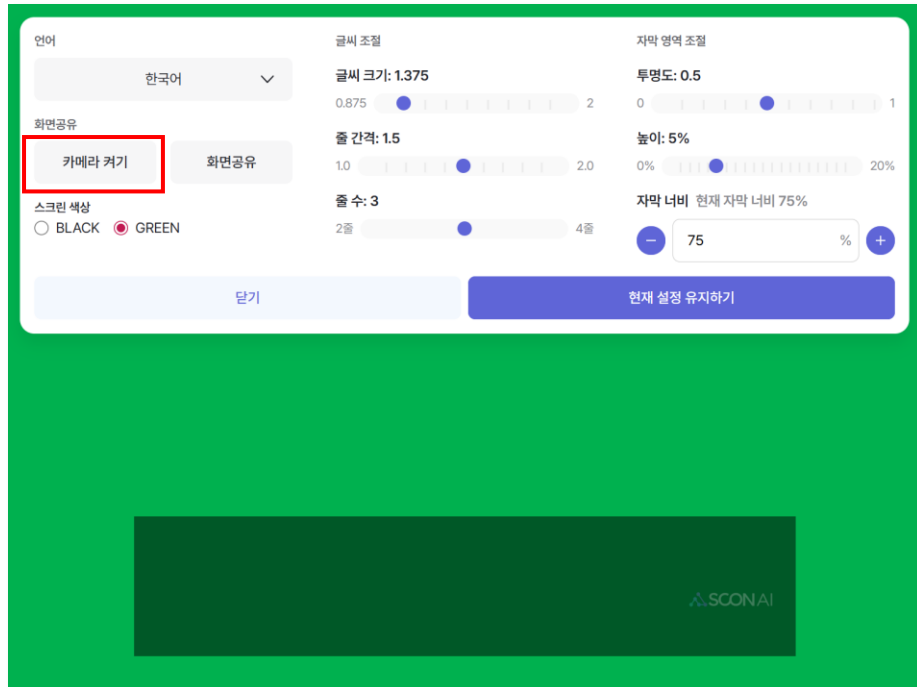 언어
한국어
화면공유
카메라 켜기
화면공유
스크린 색상
BLACK
GREEN
글씨 조절
글씨 크기: 1.375
0.875
2
줄 간격: 1.5
1.0
2.0
줄 수: 3
2줄
4줄
자막 영역 조절
투명도: 0.5
0
1
높이: 5%
0%
20%
자막 너비 현재 자막 너비 75%
−
75
%
+
닫기
현재 설정 유지하기
SCONAI